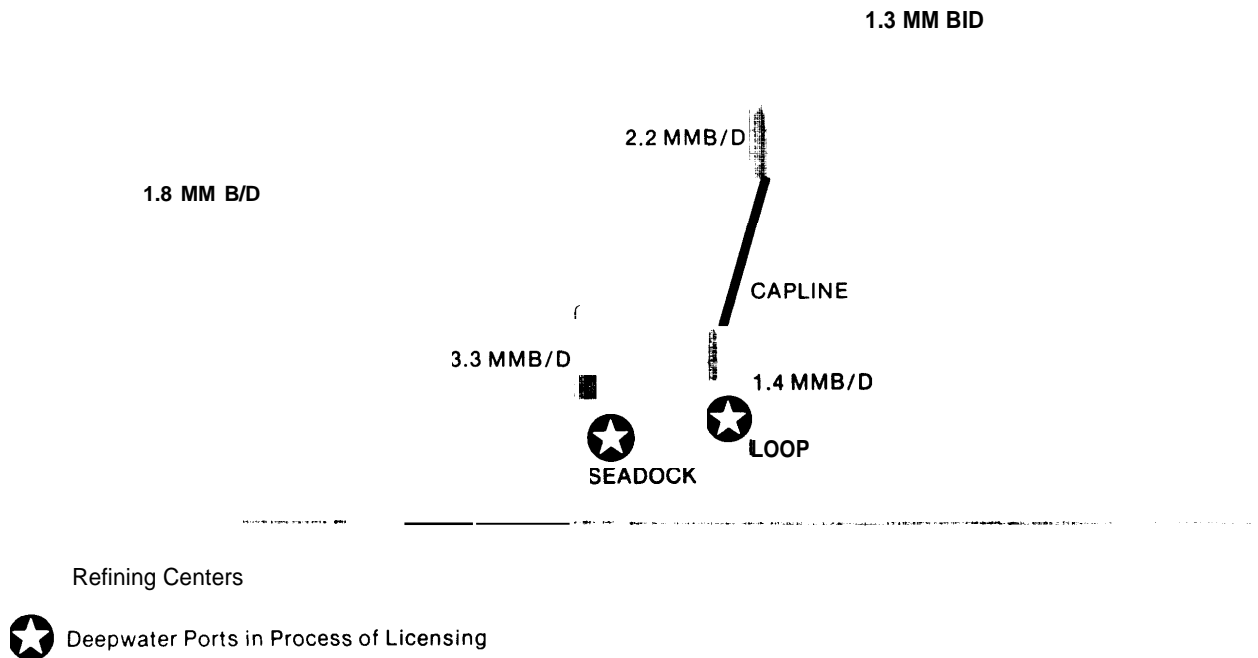 1.3 MM BID
2.2 MMB/D
1.8 MM B/D
CAPLINE
3.3 MMB/D
1.4 MMB/D
LOOP
SEADOCK
Refining Centers
Deepwater Ports in Process of Licensing